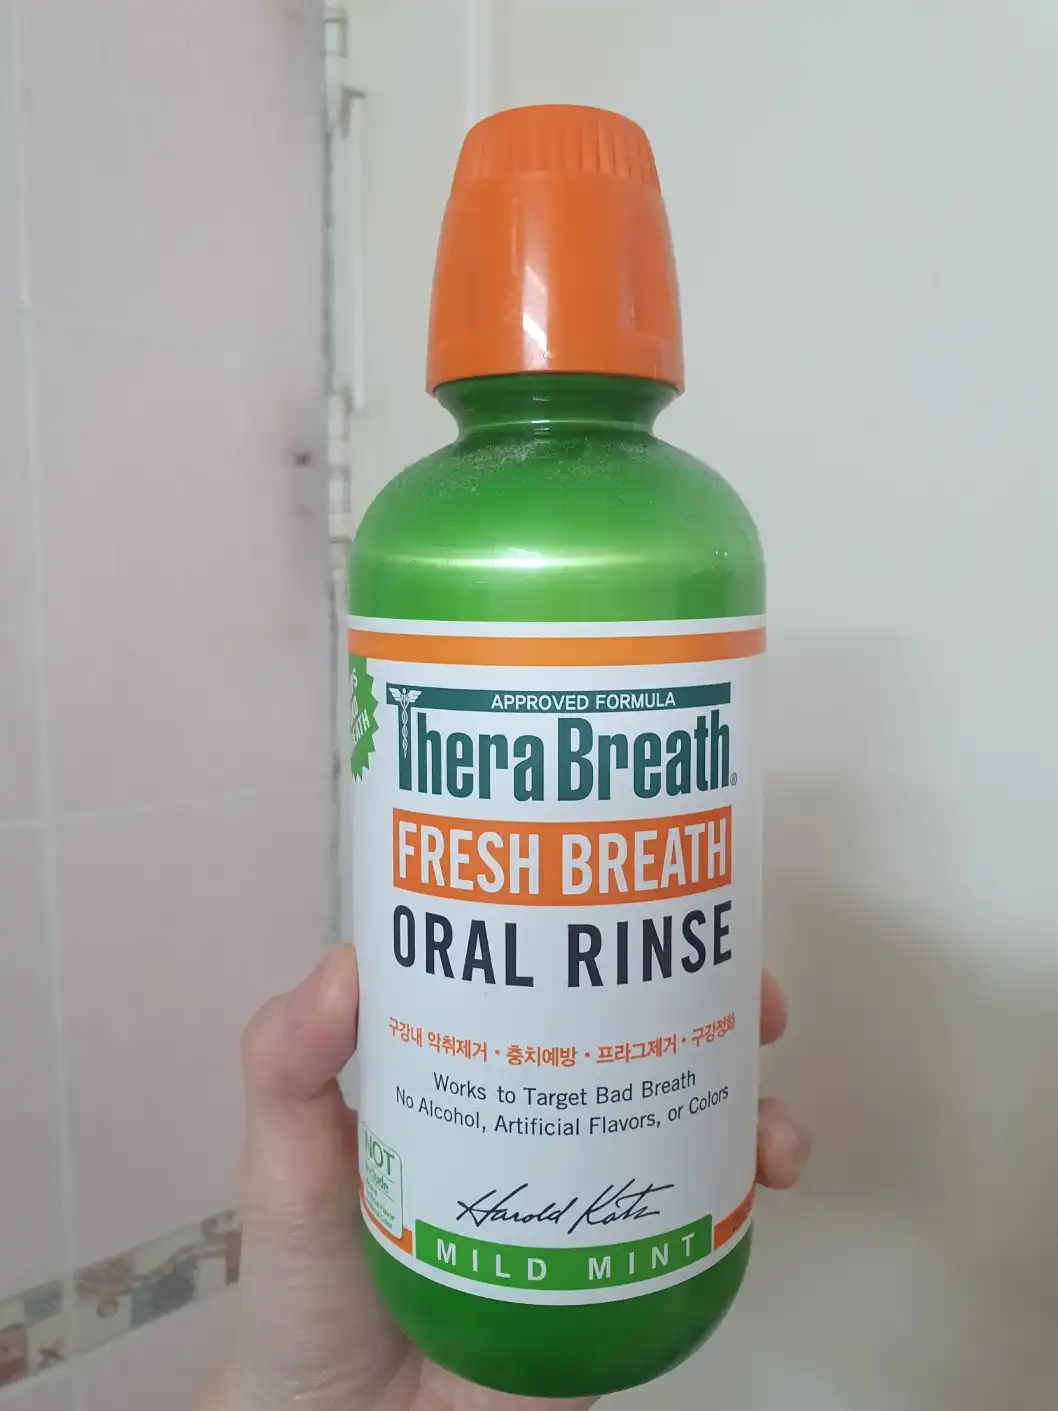 APPROVED FORMULA
TheraBreath®
FRESH BREATH
ORAL RINSE
구강내 악취제거 · 충치예방 · 프라그제거 · 구강정화
Works to Target Bad Breath
No Alcohol, Artificial Flavors, or Colors
NOT
Harold Katz
MILD MINT